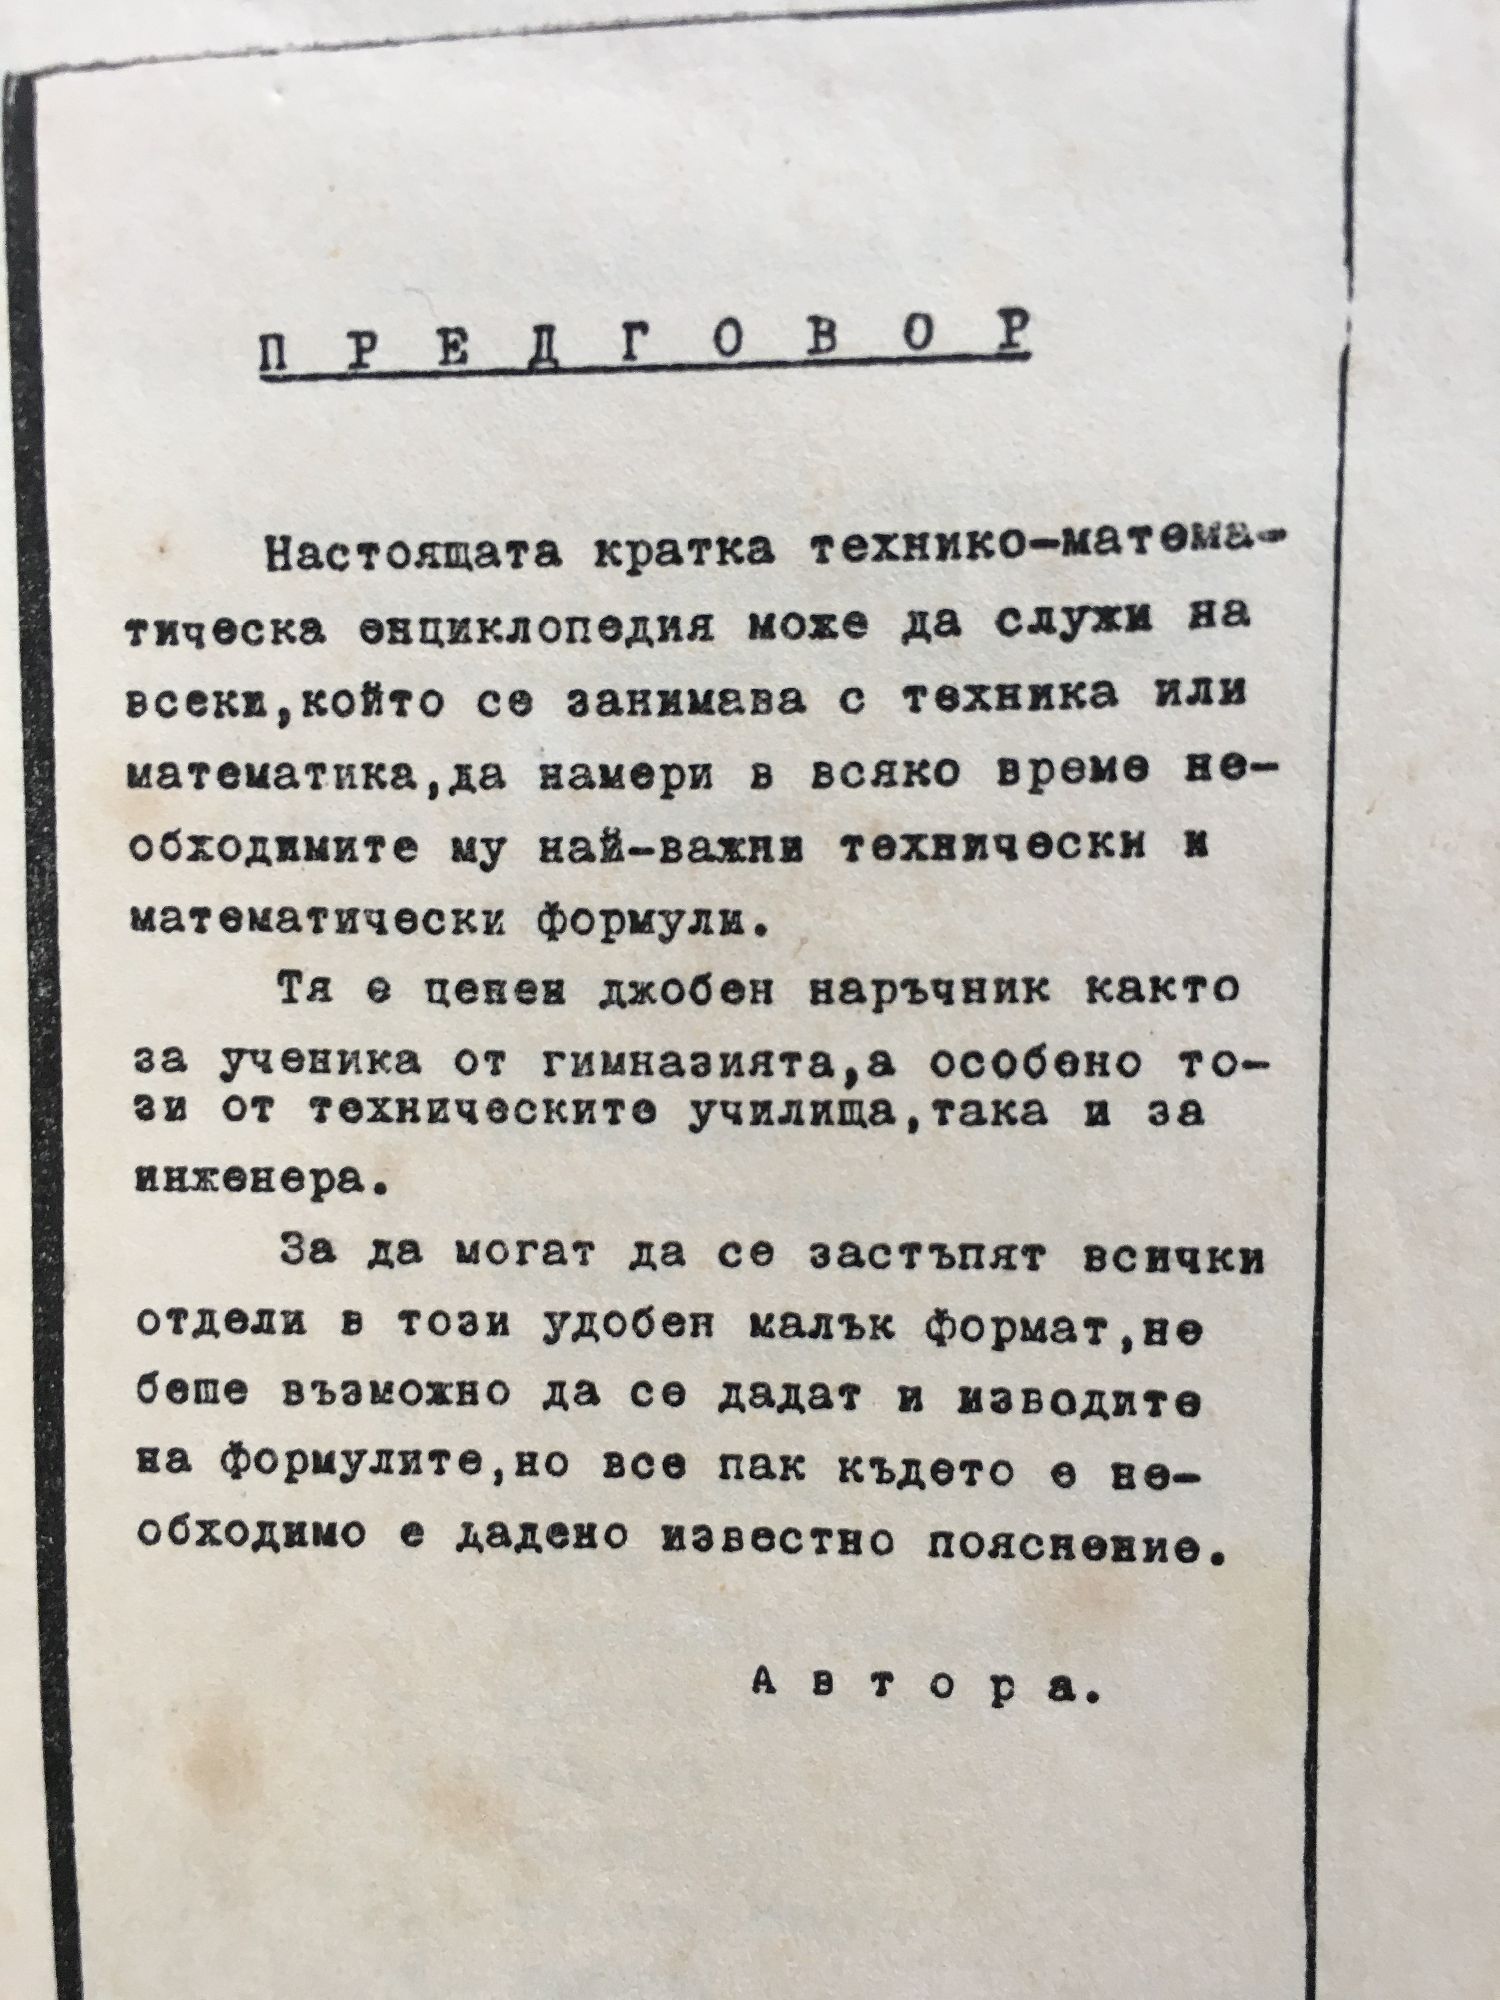 ПРЕДГОВОР
Настоящата кратка технико-матема-
тическа енциклопедия може да служи на
всеки,който се занимава с техника или
математика,да намери в всяко време не-
обходимите му най-важни технически и
математически формули.
Тя е ценен джобен наръчник както
за ученика от гимназията,а особено то-
зи от техническите училища,така и за
инженера.
За да могат да се застъпят всички
отдели в този удобен малък формат,не
беше възможно да се дадат и изводите
на формулите,но все пак където е не-
обходимо е дадено известно пояснение.
Автора.